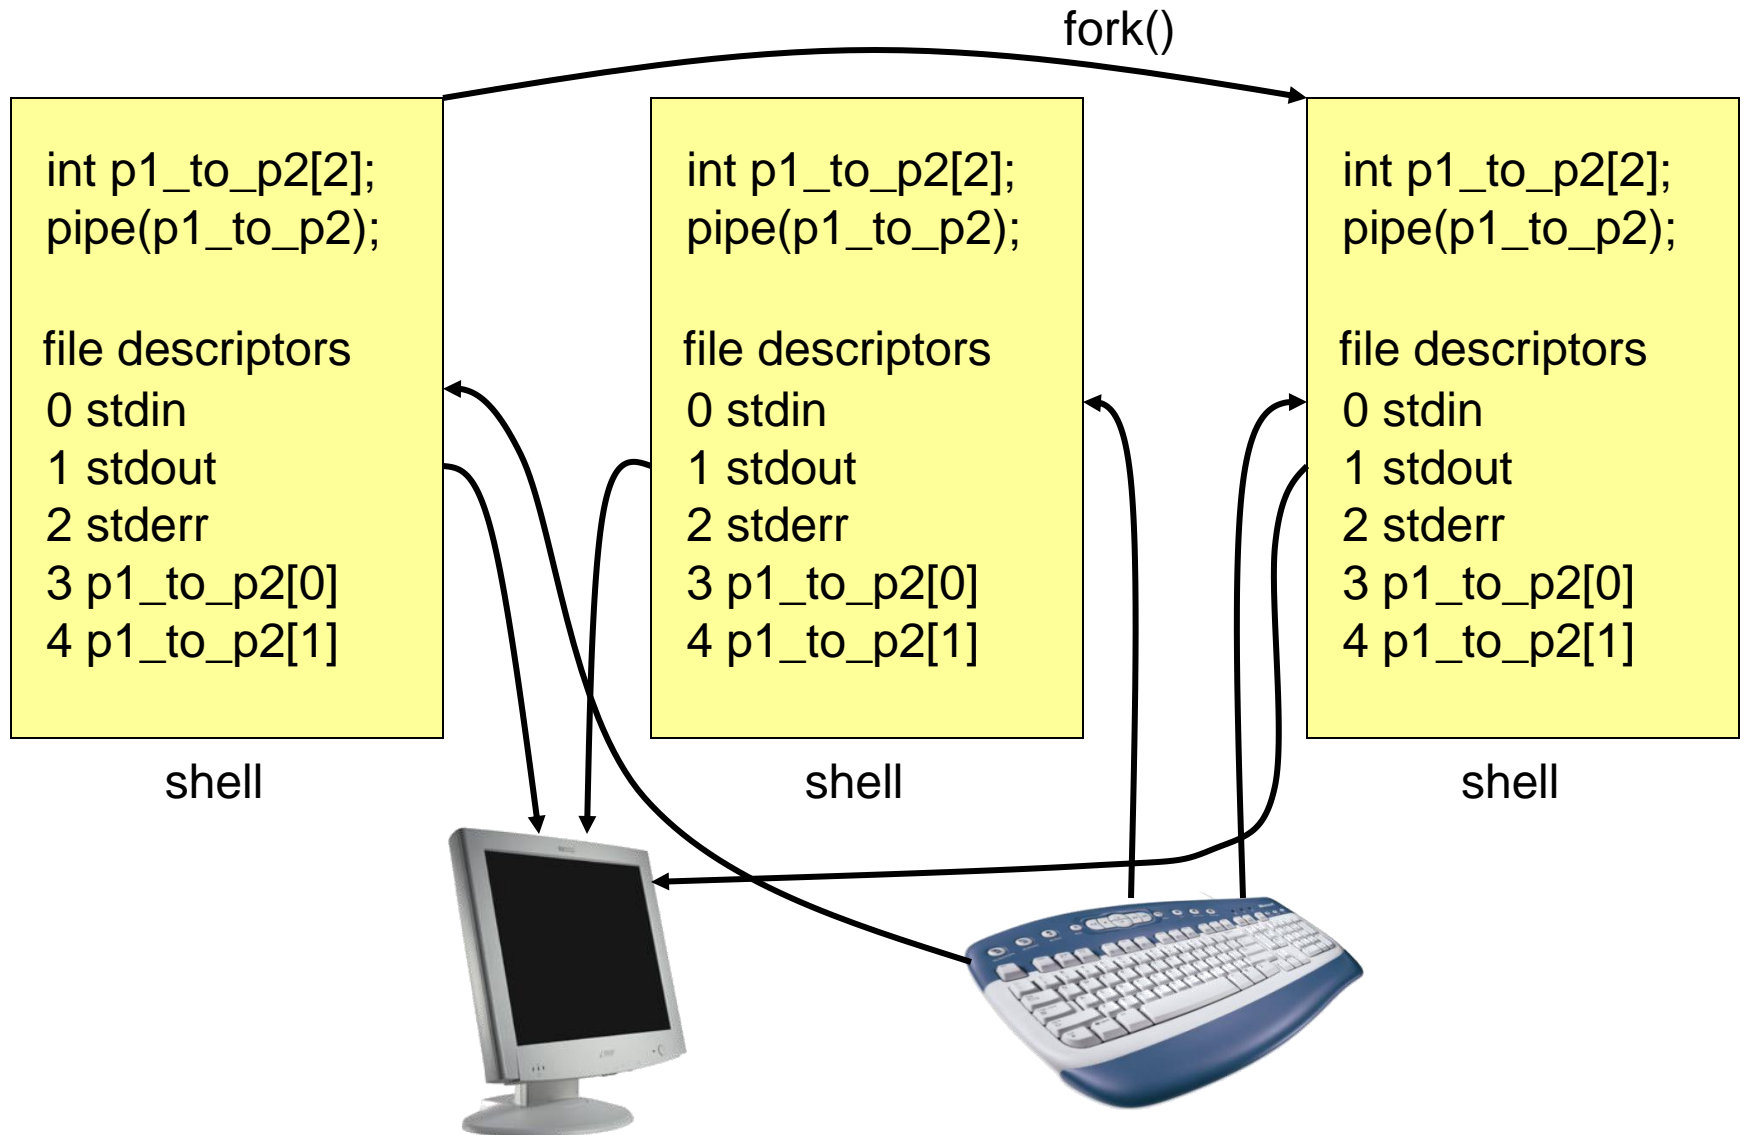 fork()
int p1_to_p2[2];
pipe(p1_to_p2);
file descriptors
0 stdin
1 stdout
2 stderr
3 p1_to_p2[0]
4 p1_to_p2[1]
shell
int p1_to_p2[2];
pipe(p1_to_p2);
file descriptors
0 stdin
1 stdout
2 stderr
3 p1_to_p2[0]
4 p1_to_p2[1]
shell
int p1_to_p2[2];
pipe(p1_to_p2);
file descriptors
0 stdin
1 stdout
2 stderr
3 p1_to_p2[0]
4 p1_to_p2[1]
shell